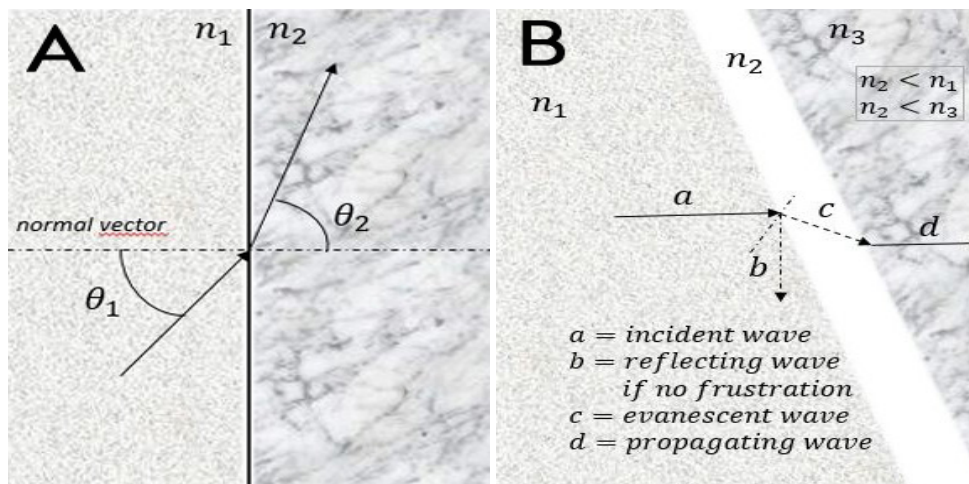 A
n₁
n₂
normal vector
θ₁
θ₂
B
n₁
n₂
n₃
n₂ < n₁
n₂ < n₃
a
b
c
d
a = incident wave
b = reflecting wave
if no frustration
c = evanescent wave
d = propagating wave